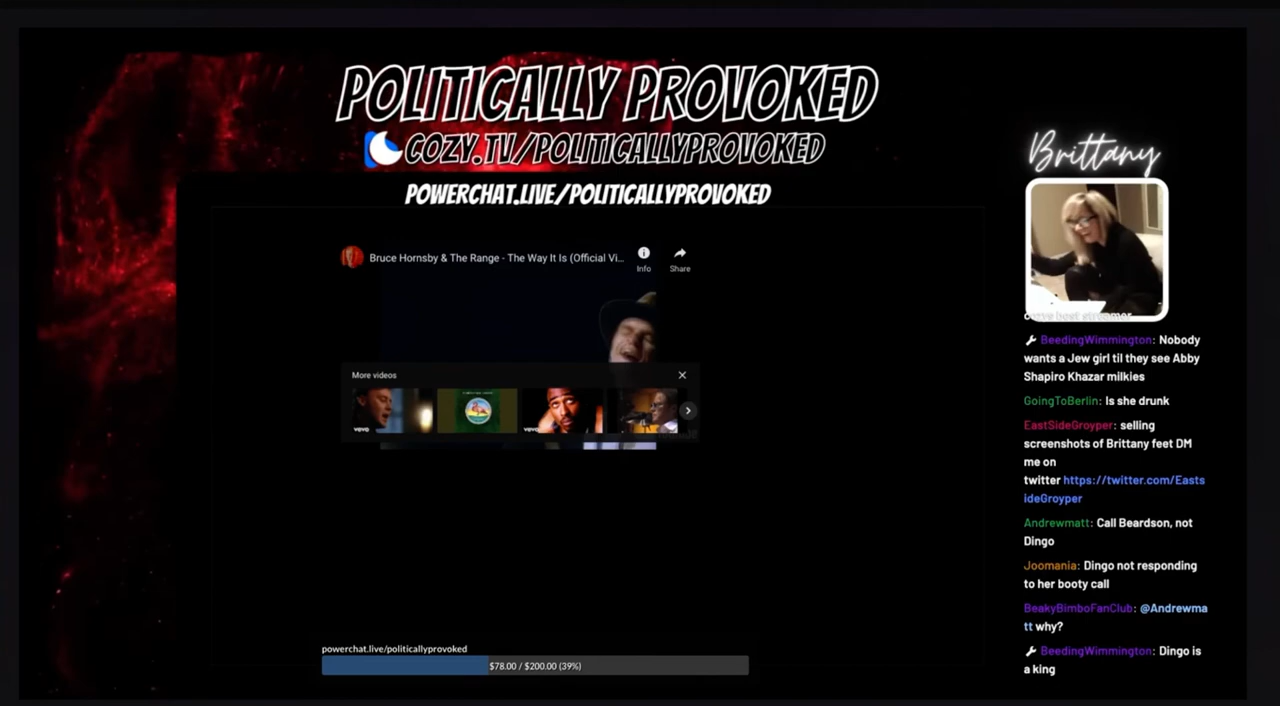 POLITICALLY PROVOKED
COZY.TV/POLITICALLYPROVOKED
POWERCHAT.LIVE/POLITICALLYPROVOKED
Brittany
Bruce Hornsby & The Range - The Way It Is (Official Vi...
Info
Share
More videos
vevo
vevo
BeedingWimmington: Nobody
wants a Jew girl til they see Abby
Shapiro Khazar milkies
GoingToBerlin: Is she drunk
EastSideGroyper: selling
screenshots of Brittany feet DM
me on
twitter https://twitter.com/Easts
ideGroyper
Andrewmatt: Call Beardson, not
Dingo
Joomania: Dingo not responding
to her booty call
BeakyBimboFanClub: @Andrewma
tt why?
BeedingWimmington: Dingo is
a king
powerchat.live/politicallyprovoked
$78.00 / $200.00 (39%)